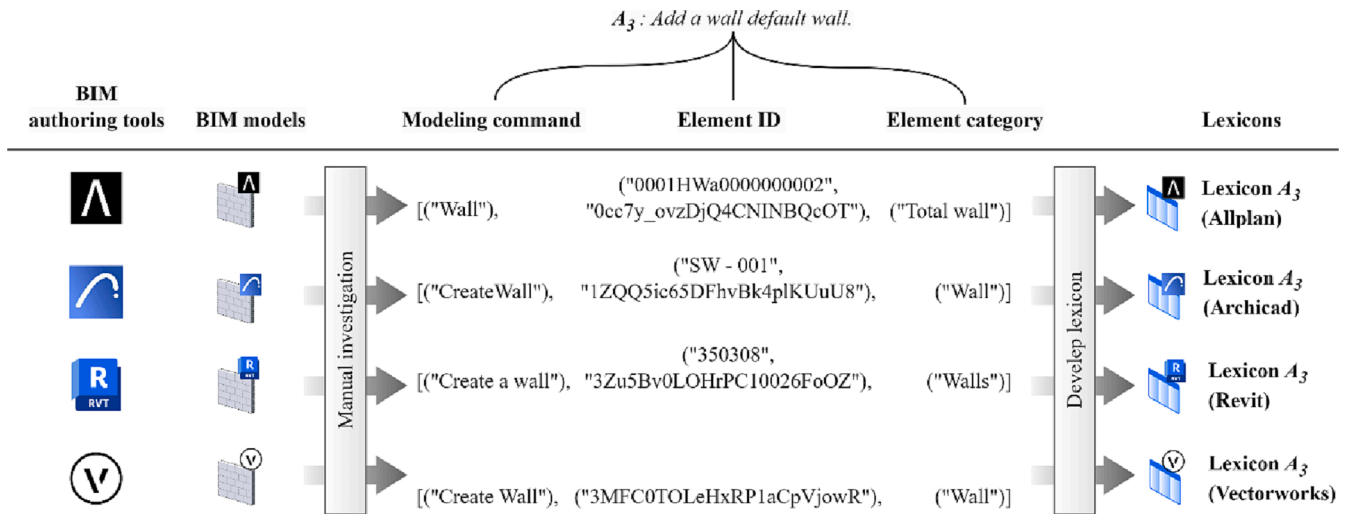 A3 : Add a wall default wall.
BIM
authoring tools
BIM models
Modeling command
Element ID
Element category
Lexicons
Manual investigation
Develep lexicon
[("Wall"),
("0001HWa0000000002",
"0cc7y_ovzDjQ4CNINBQcOT"),
("Total wall")]
Lexicon A3
(Allplan)
[("CreateWall"),
("SW - 001",
"1ZQQ5ic65DFhvBk4plKUuU8"),
("Wall")]
Lexicon A3
(Archicad)
R
RVT
R
RVT
[("Create a wall"),
("350308",
"3Zu5Bv0LOHrPC10026FoOZ"),
("Walls")]
R
RVT
Lexicon A3
(Revit)
[("Create Wall"),
("3MFC0TOLeHxRP1aCpVjowR"),
("Wall")]
Lexicon A3
(Vectorworks)